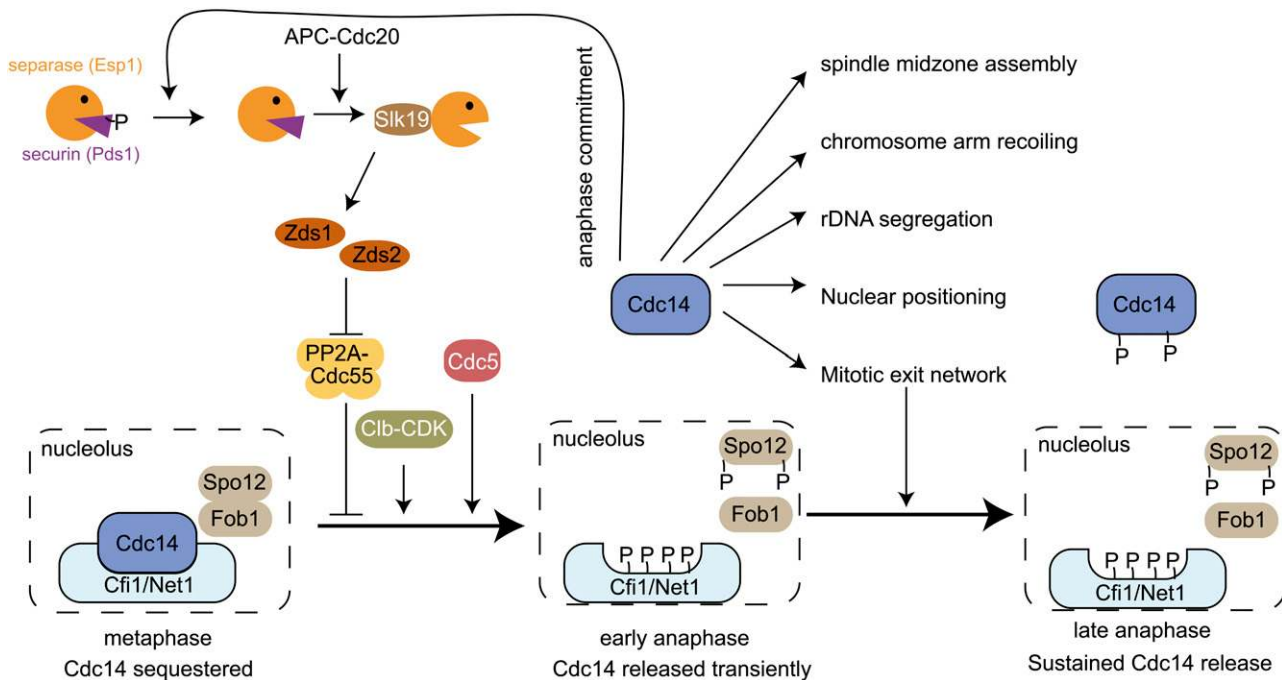 APC-Cdc20
separase (Esp1)
P
securin (Pds1)
Slk19
Zds1
Zds2
PP2A-
Cdc55
Cdc5
Clb-CDK
anaphase commitment
Cdc14
spindle midzone assembly
chromosome arm recoiling
rDNA segregation
Nuclear positioning
Mitotic exit network
Cdc14
P P
nucleolus
Spo12
Fob1
Cdc14
Cfi1/Net1
metaphase
Cdc14 sequestered
nucleolus
Spo12
P P
Fob1
P P P P
Cfi1/Net1
early anaphase
Cdc14 released transiently
nucleolus
Spo12
P P
Fob1
P P P P
Cfi1/Net1
late anaphase
Sustained Cdc14 release